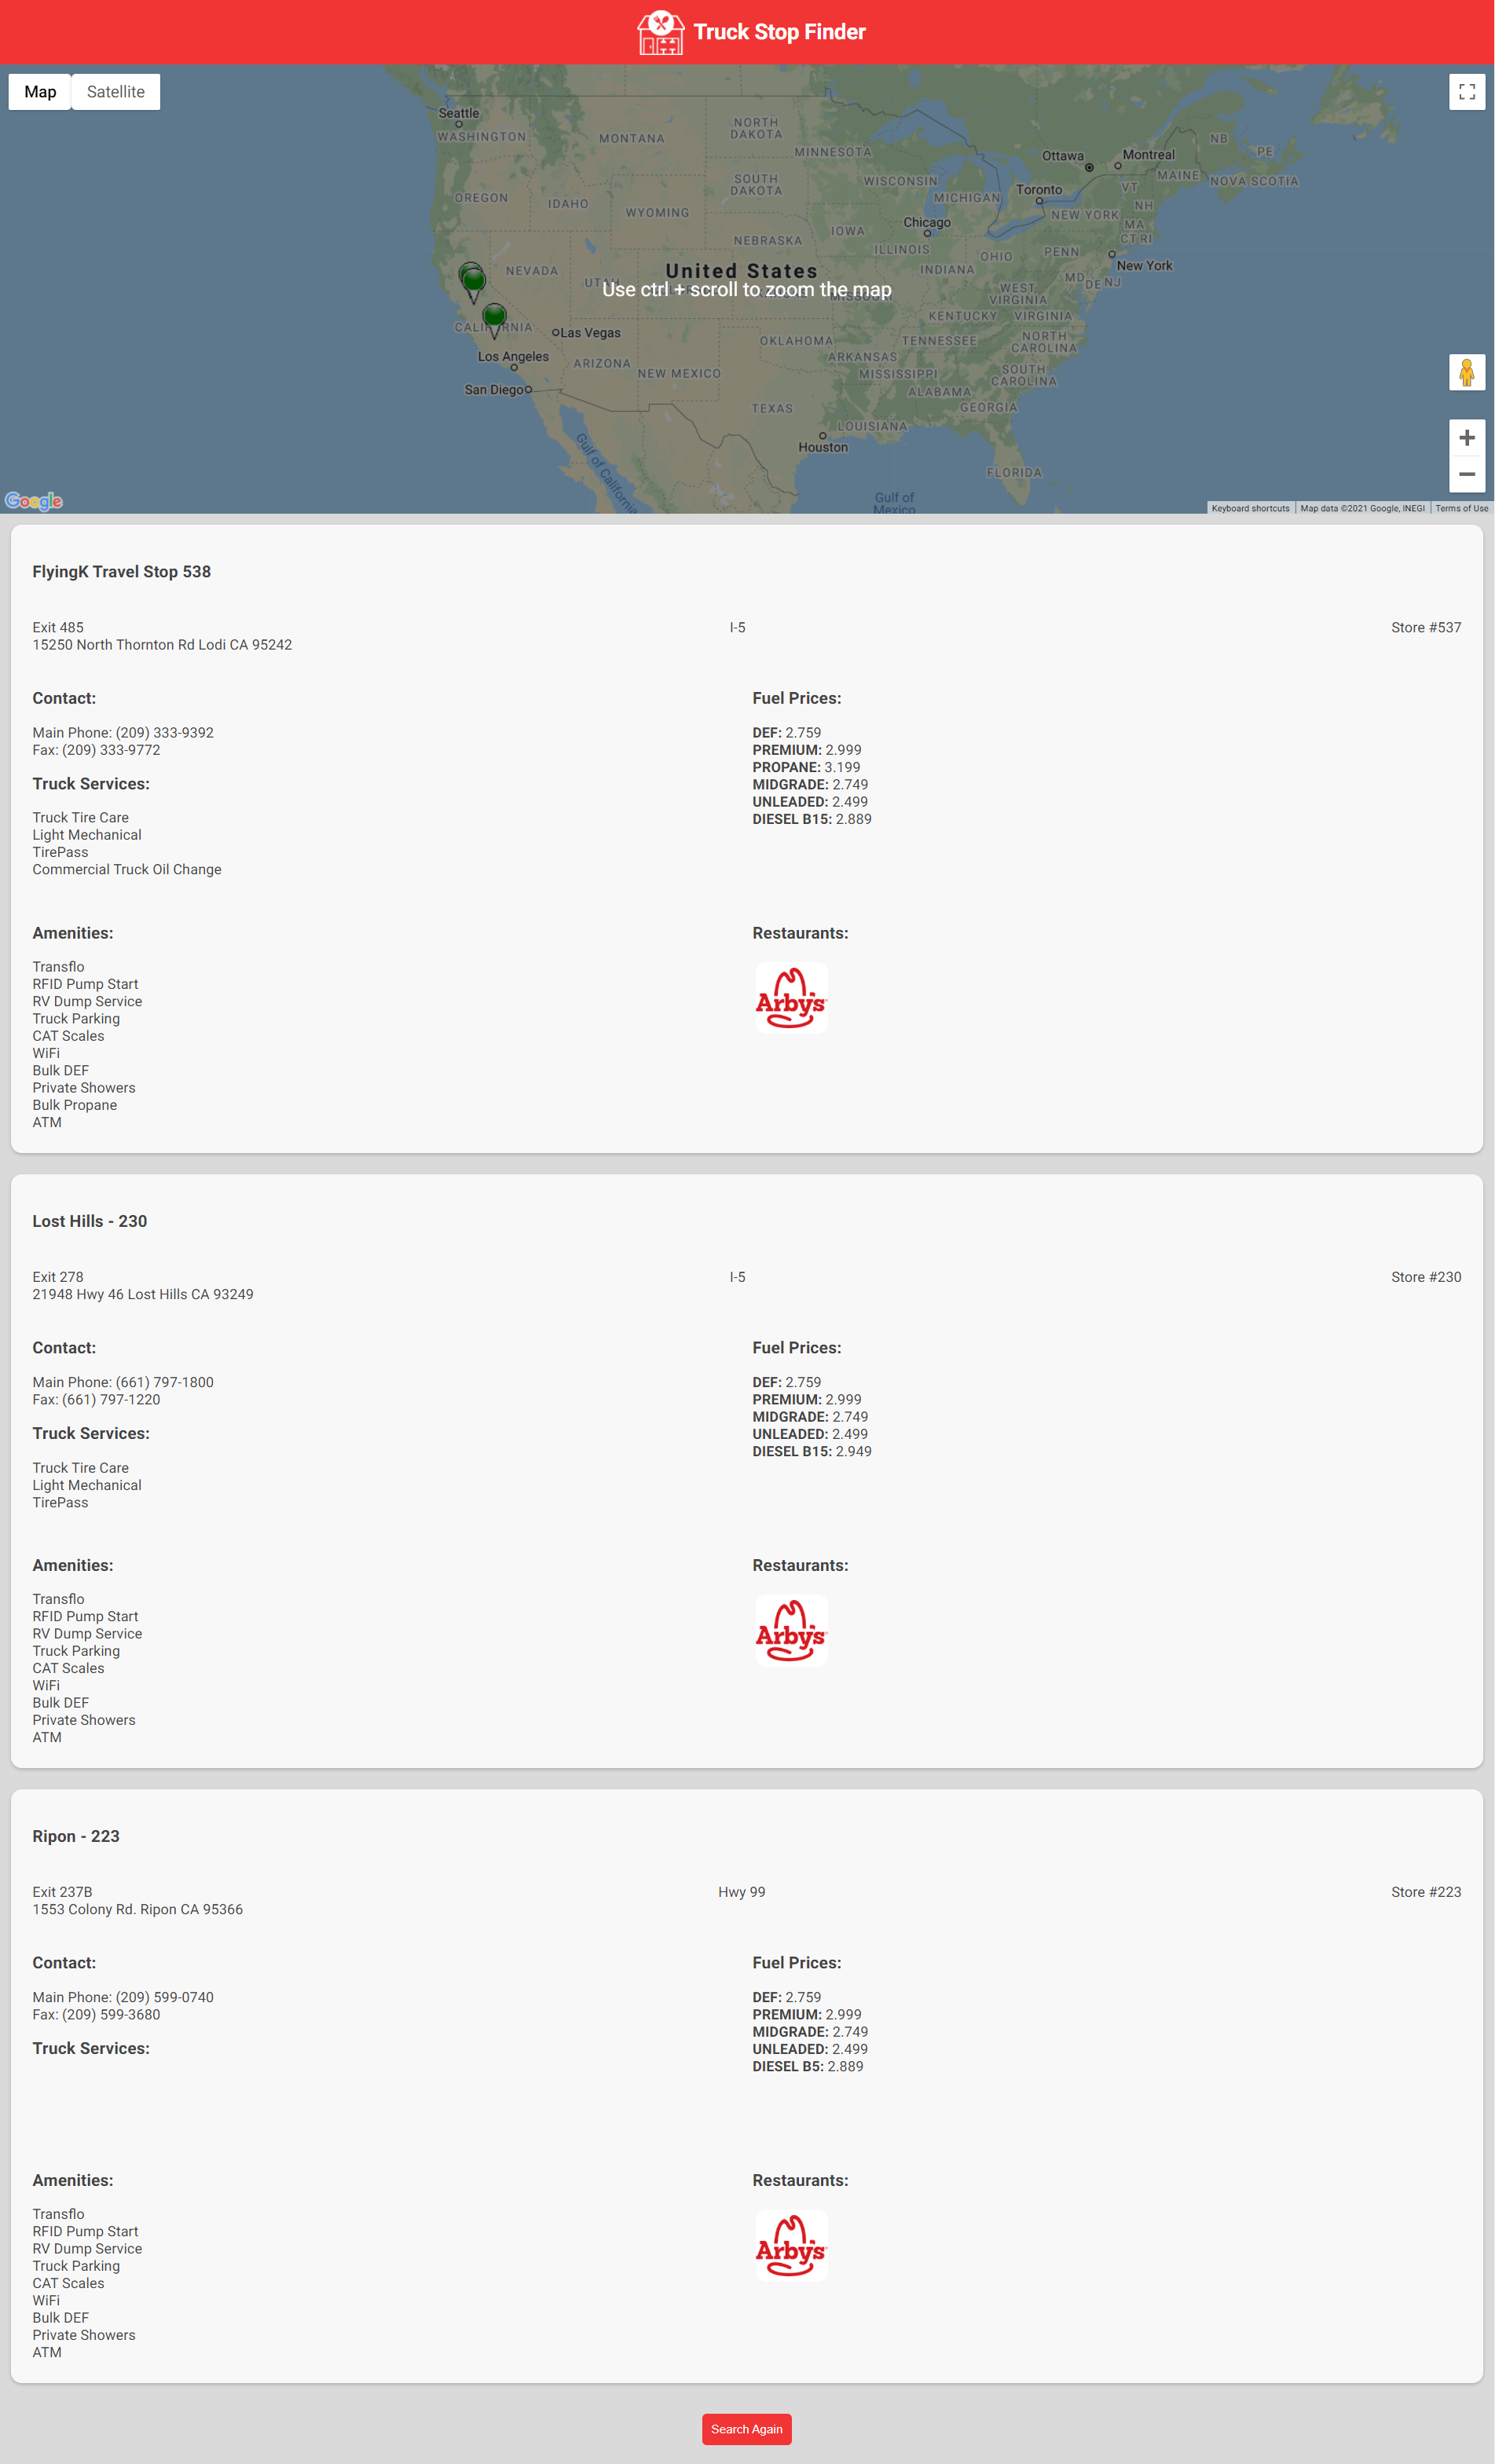 Truck Stop Finder
Map
Satellite
Seattle
WASHINGTON
MONTANA
NORTH
DAKOTA
MINNESOTA
Ottawa
Montreal
NB
PE
MAINE
NOVA SCOTIA
OREGON
IDAHO
WYOMING
SOUTH
DAKOTA
WISCONSIN
MICHIGAN
Toronto
VT
NH
NEW YORK
MA
CT
RI
Chicago
IOWA
NEBRASKA
ILLINOIS
INDIANA
OHIO
PENN
New York
NEVADA
UTAH
United States
Use ctrl + scroll to zoom the map
MISSOURI
MD
DE
NJ
WEST
VIRGINIA
KENTUCKY
VIRGINIA
CALIFORNIA
Las Vegas
Los Angeles
ARIZONA
NEW MEXICO
OKLAHOMA
ARKANSAS
TENNESSEE
NORTH
CAROLINA
MISSISSIPPI
SOUTH
CAROLINA
San Diego
TEXAS
ALABAMA
GEORGIA
LOUISIANA
Houston
FLORIDA
Gulf of California
Gulf of
Mexico
Google
Keyboard shortcuts
Map data ©2021 Google, INEGI
Terms of Use
FlyingK Travel Stop 538
Exit 485
I-5
Store #537
15250 North Thornton Rd Lodi CA 95242
Contact:
Main Phone: (209) 333-9392
Fax: (209) 333-9772
Truck Services:
Truck Tire Care
Light Mechanical
TirePass
Commercial Truck Oil Change
Fuel Prices:
DEF: 2.759
PREMIUM: 2.999
PROPANE: 3.199
MIDGRADE: 2.749
UNLEADED: 2.499
DIESEL B15: 2.889
Amenities:
Transflo
RFID Pump Start
RV Dump Service
Truck Parking
CAT Scales
WiFi
Bulk DEF
Private Showers
Bulk Propane
ATM
Restaurants:
Arby's
Lost Hills - 230
Exit 278
I-5
Store #230
21948 Hwy 46 Lost Hills CA 93249
Contact:
Main Phone: (661) 797-1800
Fax: (661) 797-1220
Truck Services:
Truck Tire Care
Light Mechanical
TirePass
Fuel Prices:
DEF: 2.759
PREMIUM: 2.999
MIDGRADE: 2.749
UNLEADED: 2.499
DIESEL B15: 2.949
Amenities:
Transflo
RFID Pump Start
RV Dump Service
Truck Parking
CAT Scales
WiFi
Bulk DEF
Private Showers
ATM
Restaurants:
Arby's
Ripon - 223
Exit 237B
Hwy 99
Store #223
1553 Colony Rd. Ripon CA 95366
Contact:
Main Phone: (209) 599-0740
Fax: (209) 599-3680
Truck Services:
Fuel Prices:
DEF: 2.759
PREMIUM: 2.999
MIDGRADE: 2.749
UNLEADED: 2.499
DIESEL B5: 2.889
Amenities:
Transflo
RFID Pump Start
RV Dump Service
Truck Parking
CAT Scales
WiFi
Bulk DEF
Private Showers
ATM
Restaurants:
Arby's
Search Again